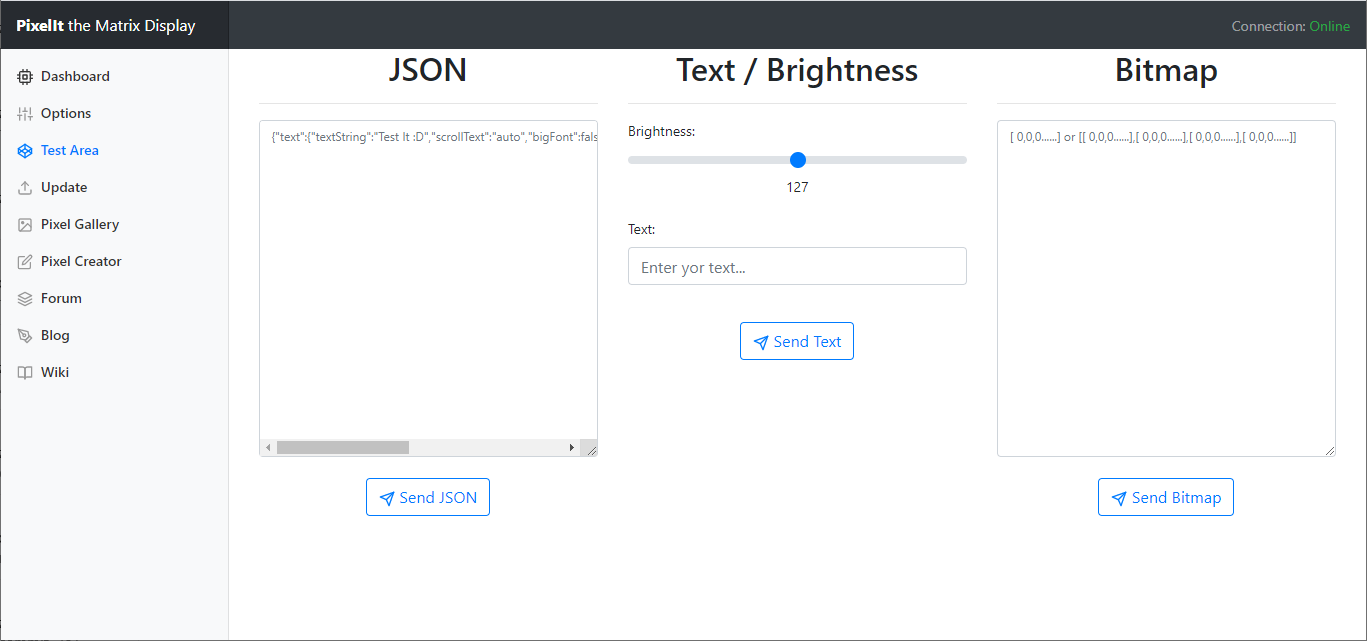 PixelIt the Matrix Display
Connection: Online
Dashboard
Options
Test Area
Update
Pixel Gallery
Pixel Creator
Forum
Blog
Wiki
JSON
{"text":{"textString":"Test It :D","scrollText":"auto","bigFont":fals
Send JSON
Text / Brightness
Brightness:
127
Text:
Enter yor text...
Send Text
Bitmap
[ 0,0,0......] or [[ 0,0,0......],[ 0,0,0......],[ 0,0,0......],[ 0,0,0......]]
Send Bitmap